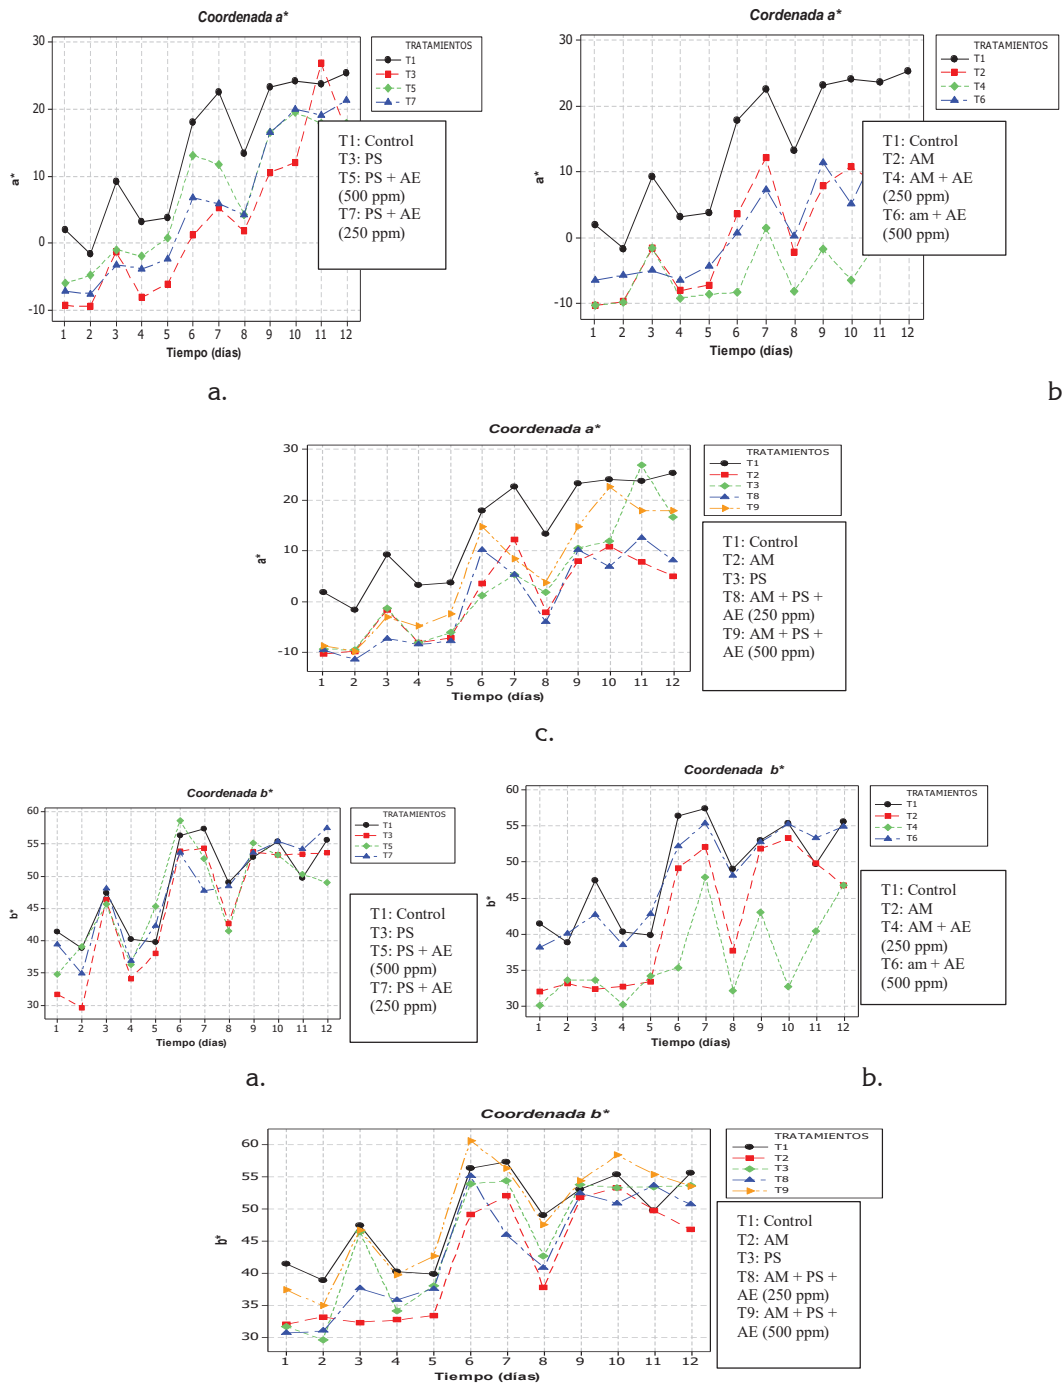 Coordenada a*
30
20
10
0
-10
a*
1 2 3 4 5 6 7 8 9 10 11 12
Tiempo (días)
TRATAMIENTOS
T1
T3
T5
T7
T1: Control
T3: PS
T5: PS + AE
(500 ppm)
T7: PS + AE
(250 ppm)
a.
Coordenada a*
30
20
10
0
-10
a*
1 2 3 4 5 6 7 8 9 10 11 12
Tiempo (días)
TRATAMIENTOS
T1
T2
T4
T6
T1: Control
T2: AM
T4: AM + AE
(250 ppm)
T6: am + AE
(500 ppm)
b
Coordenada a*
30
20
10
0
-10
a*
1 2 3 4 5 6 7 8 9 10 11 12
Tiempo (días)
TRATAMIENTOS
T1
T2
T3
T8
T9
T1: Control
T2: AM
T3: PS
T8: AM + PS +
AE (250 ppm)
T9: AM + PS +
AE (500 ppm)
c.
Coordenada b*
60
55
50
45
40
35
30
b*
1 2 3 4 5 6 7 8 9 10 11 12
Tiempo (días)
TRATAMIENTOS
T1
T3
T5
T7
T1: Control
T3: PS
T5: PS + AE
(500 ppm)
T7: PS + AE
(250 ppm)
a.
Coordenada b*
60
55
50
45
40
35
30
b*
1 2 3 4 5 6 7 8 9 10 11 12
Tiempo (días)
TRATAMIENTOS
T1
T2
T4
T6
T1: Control
T2: AM
T4: AM + AE
(250 ppm)
T6: am + AE
(500 ppm)
b.
Coordenada b*
60
55
50
45
40
35
30
b*
1 2 3 4 5 6 7 8 9 10 11 12
Tiempo (días)
TRATAMIENTOS
T1
T2
T3
T8
T9
T1: Control
T2: AM
T3: PS
T8: AM + PS +
AE (250 ppm)
T9: AM + PS +
AE (500 ppm)